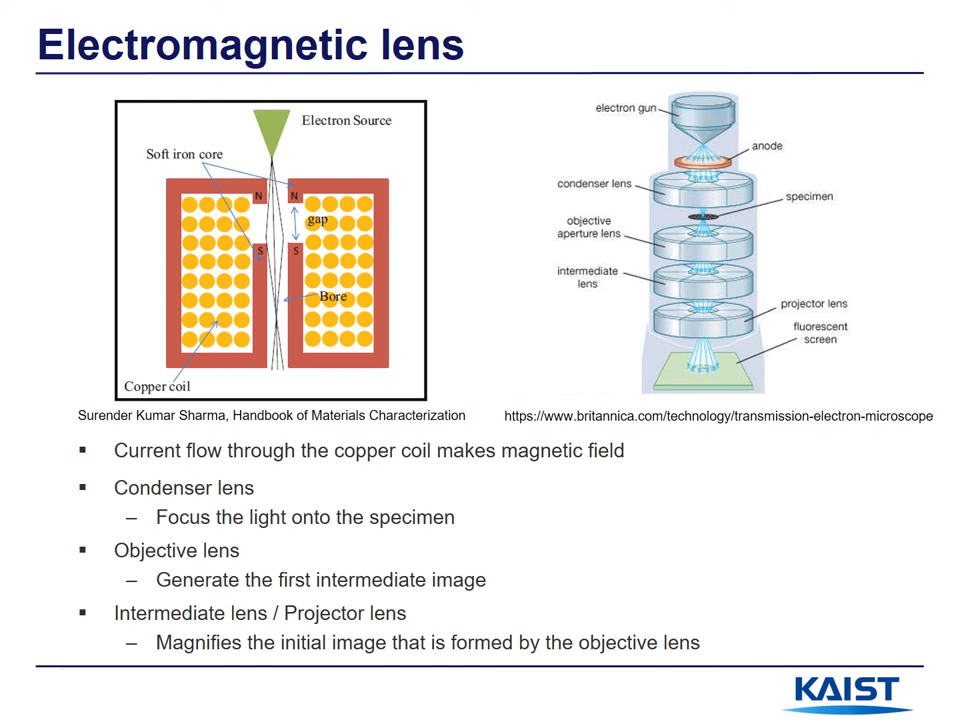 Electromagnetic lens
Electron Source
Soft iron core
N
N
gap
S
S
Bore
Copper coil
electron gun
anode
condenser lens
specimen
objective
aperture lens
intermediate
lens
projector lens
fluorescent
screen
Surender Kumar Sharma, Handbook of Materials Characterization
https://www.britannica.com/technology/transmission-electron-microscope
▪ Current flow through the copper coil makes magnetic field
▪ Condenser lens
– Focus the light onto the specimen
▪ Objective lens
– Generate the first intermediate image
▪ Intermediate lens / Projector lens
– Magnifies the initial image that is formed by the objective lens
KAIST